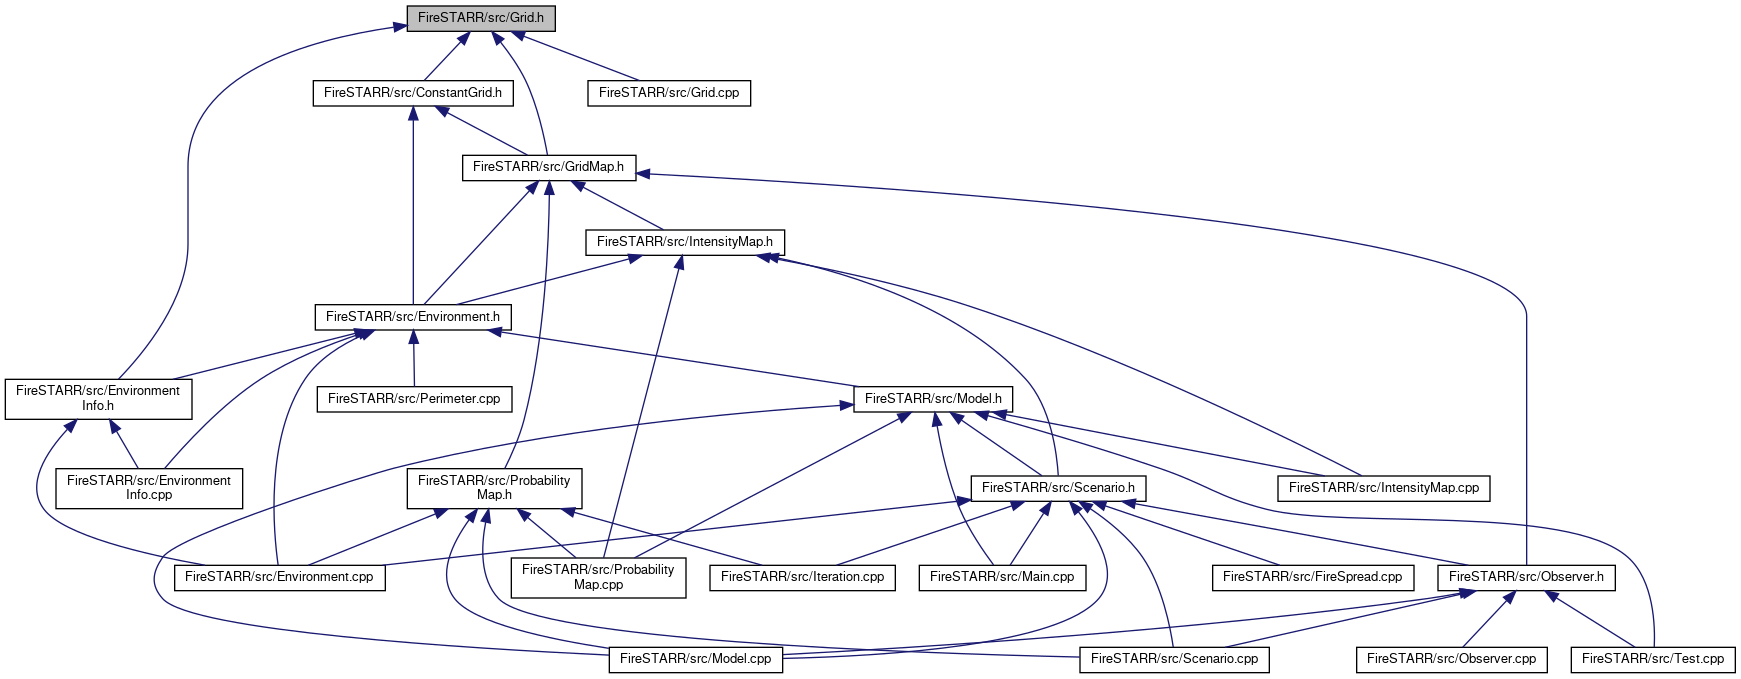 FireSTARR/src/Grid.h
FireSTARR/src/ConstantGrid.h
FireSTARR/src/Grid.cpp
FireSTARR/src/GridMap.h
FireSTARR/src/IntensityMap.h
FireSTARR/src/Environment.h
FireSTARR/src/Environment
Info.h
FireSTARR/src/Perimeter.cpp
FireSTARR/src/Model.h
FireSTARR/src/Environment
Info.cpp
FireSTARR/src/Probability
Map.h
FireSTARR/src/Scenario.h
FireSTARR/src/IntensityMap.cpp
FireSTARR/src/Environment.cpp
FireSTARR/src/Probability
Map.cpp
FireSTARR/src/Iteration.cpp
FireSTARR/src/Main.cpp
FireSTARR/src/FireSpread.cpp
FireSTARR/src/Observer.h
FireSTARR/src/Model.cpp
FireSTARR/src/Scenario.cpp
FireSTARR/src/Observer.cpp
FireSTARR/src/Test.cpp